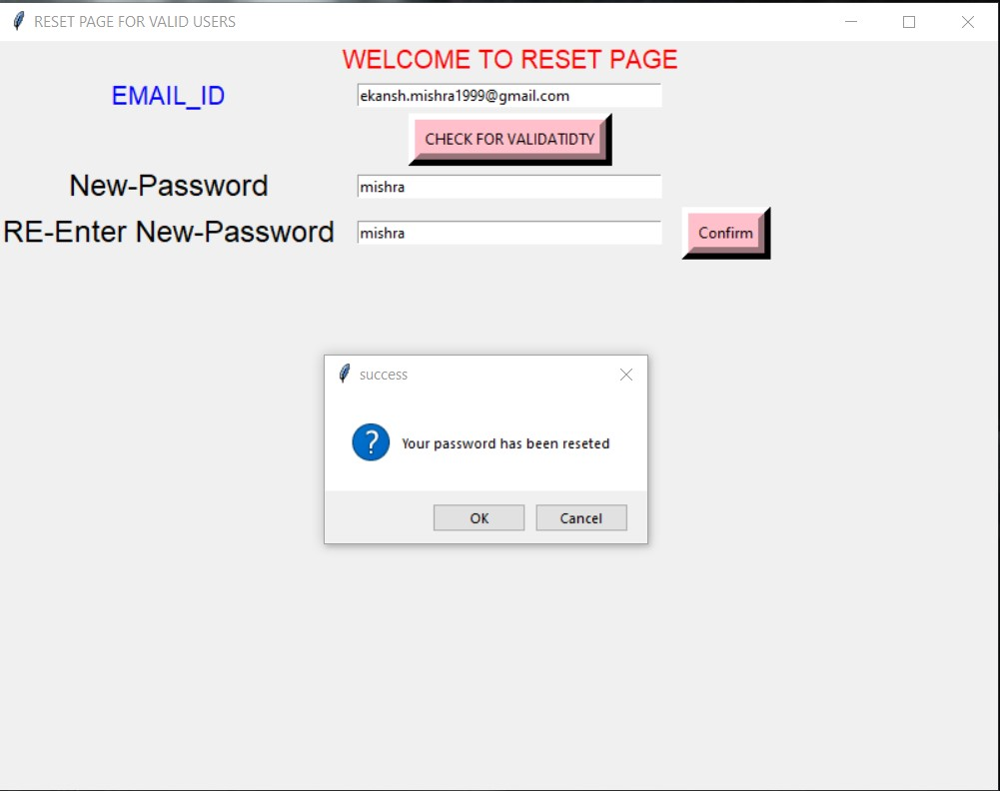 RESET PAGE FOR VALID USERS
WELCOME TO RESET PAGE
EMAIL_ID ekansh.mishra1999@gmail.com
CHECK FOR VALIDATIDTY
New-Password mishra
RE-Enter New-Password mishra Confirm
success
Your password has been reseted
OK Cancel